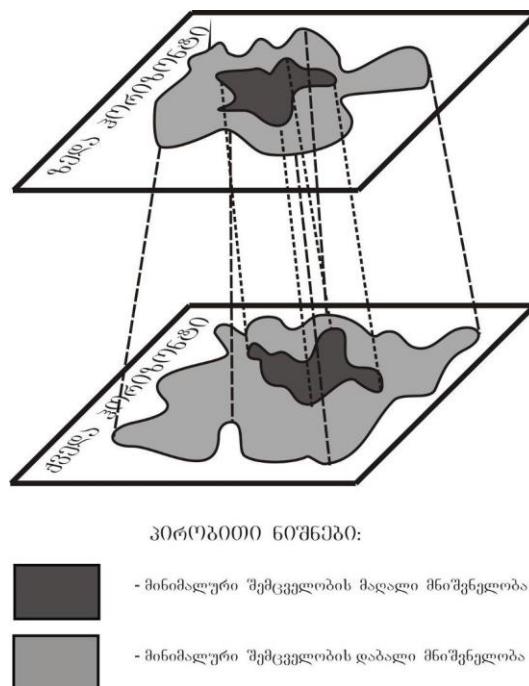 ზედა ჰორიზონტი
ქვედა ჰორიზონტი
პირობითი ნიშნები:
- მინიმალური შემცველობის მაღალი მნიშვნელობა
- მინიმალური შემცველობის დაბალი მნიშვნელობა